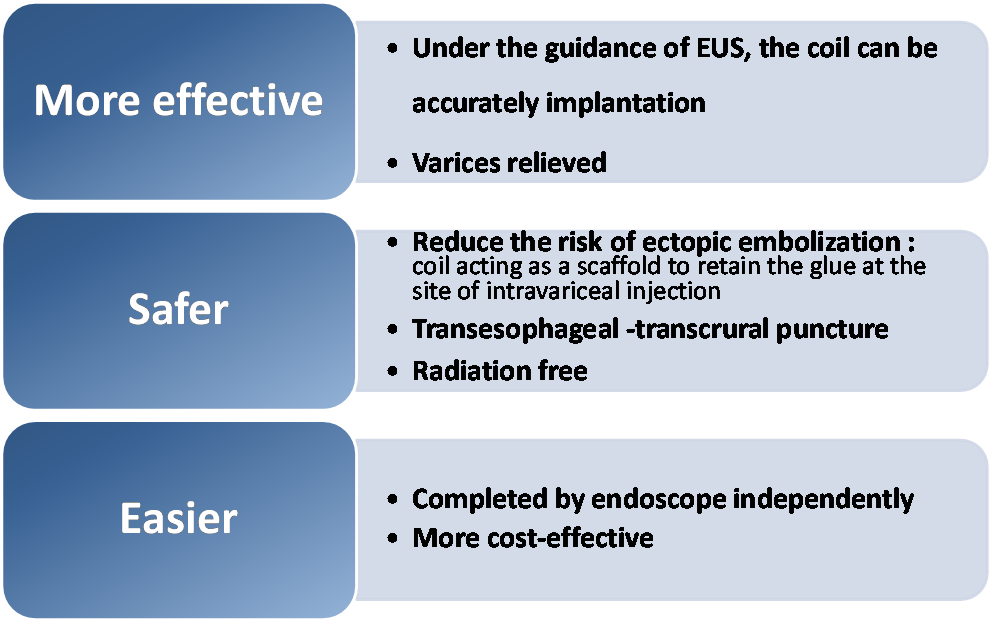 More effective
• Under the guidance of EUS, the coil can be
accurately implantation
• Varices relieved
Safer
• Reduce the risk of ectopic embolization :
coil acting as a scaffold to retain the glue at the
site of intravariceal injection
• Transesophageal -transcrural puncture
• Radiation free
Easier
• Completed by endoscope independently
• More cost-effective